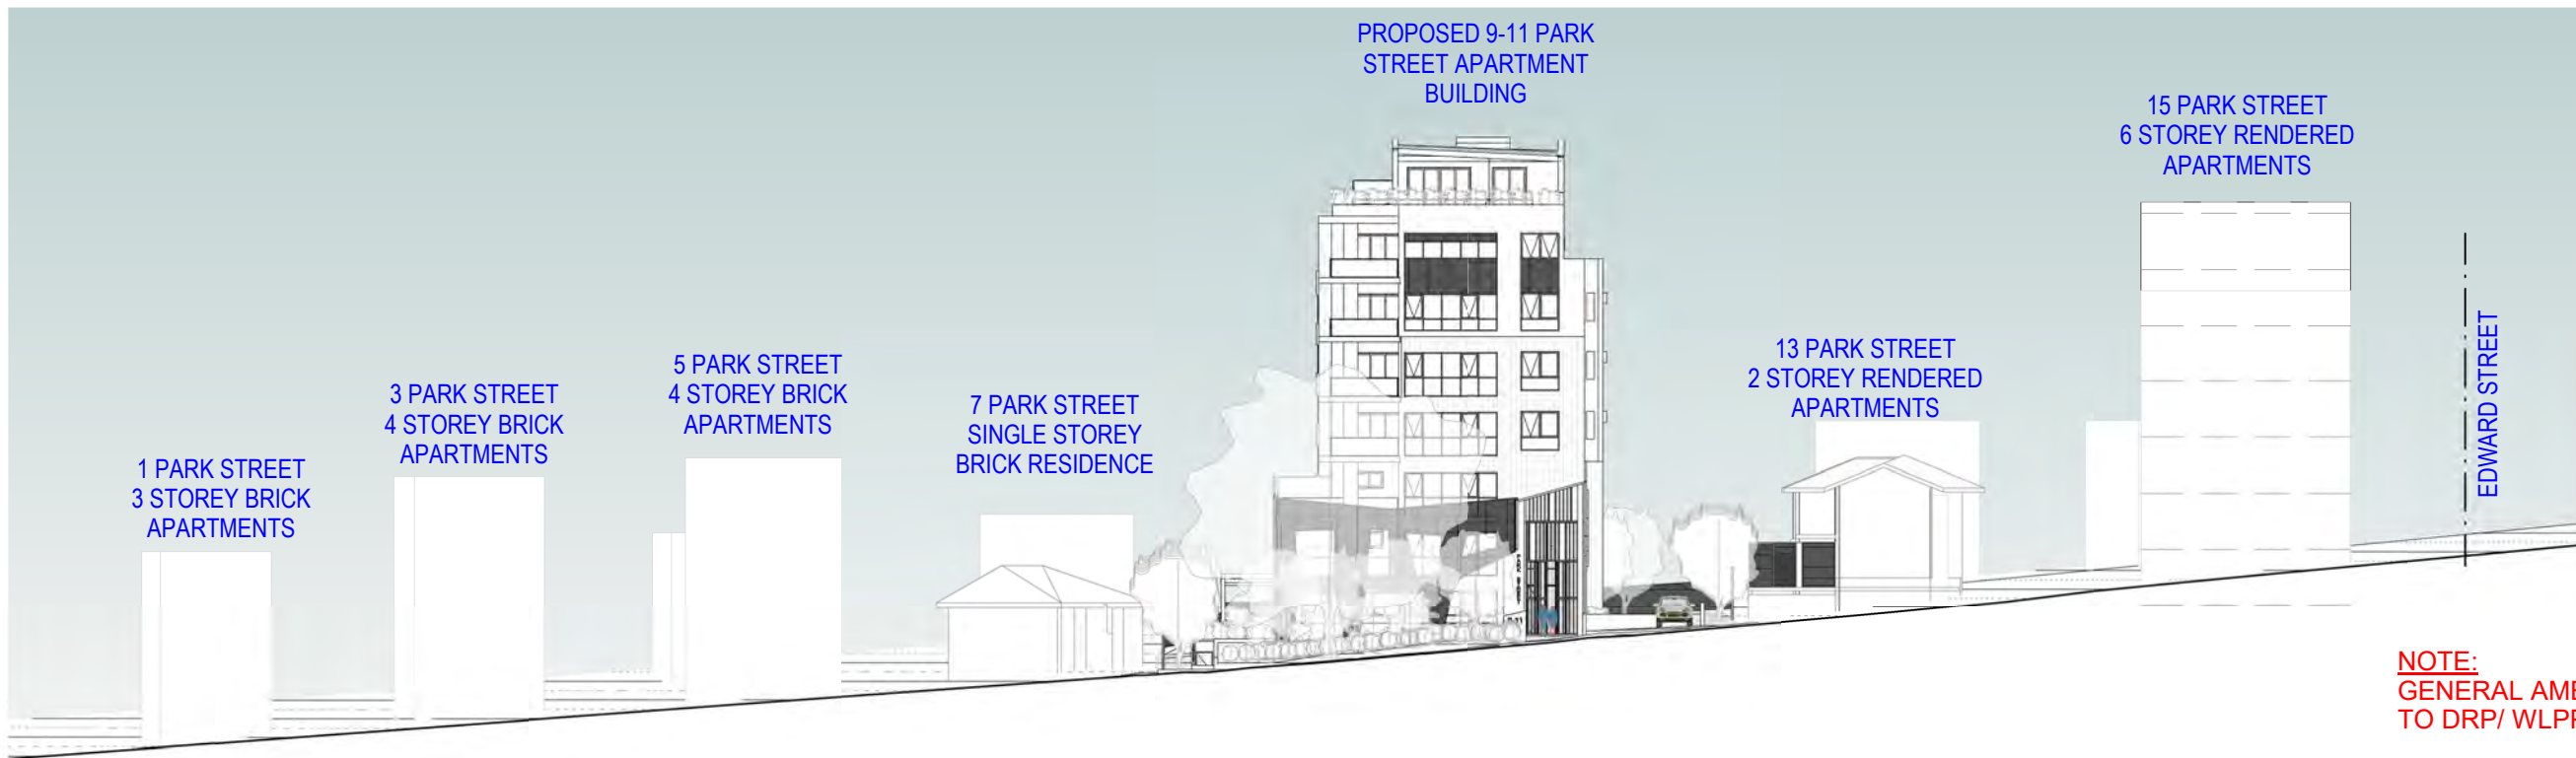 PROPOSED 9-11 PARK
STREET APARTMENT
BUILDING
15 PARK STREET
6 STOREY RENDERED
APARTMENTS
5 PARK STREET
4 STOREY BRICK
APARTMENTS
3 PARK STREET
4 STOREY BRICK
APARTMENTS
7 PARK STREET
SINGLE STOREY
BRICK RESIDENCE
13 PARK STREET
2 STOREY RENDERED
APARTMENTS
1 PARK STREET
3 STOREY BRICK
APARTMENTS
EDWARD STREET
NOTE:
GENERAL
TO DRP/